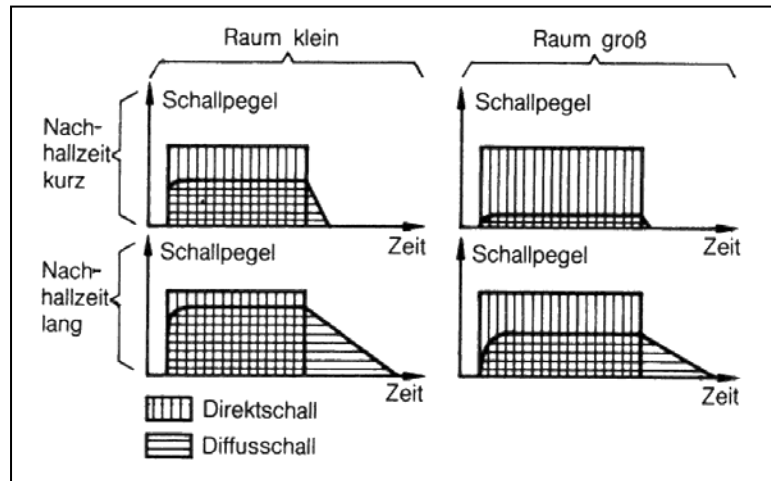 Raum klein
Raum groß
Nach-
hallzeit
kurz
Schallpegel
Zeit
Schallpegel
Zeit
Nach-
hallzeit
lang
Schallpegel
Zeit
Schallpegel
Zeit
Direktschall
Diffusschall